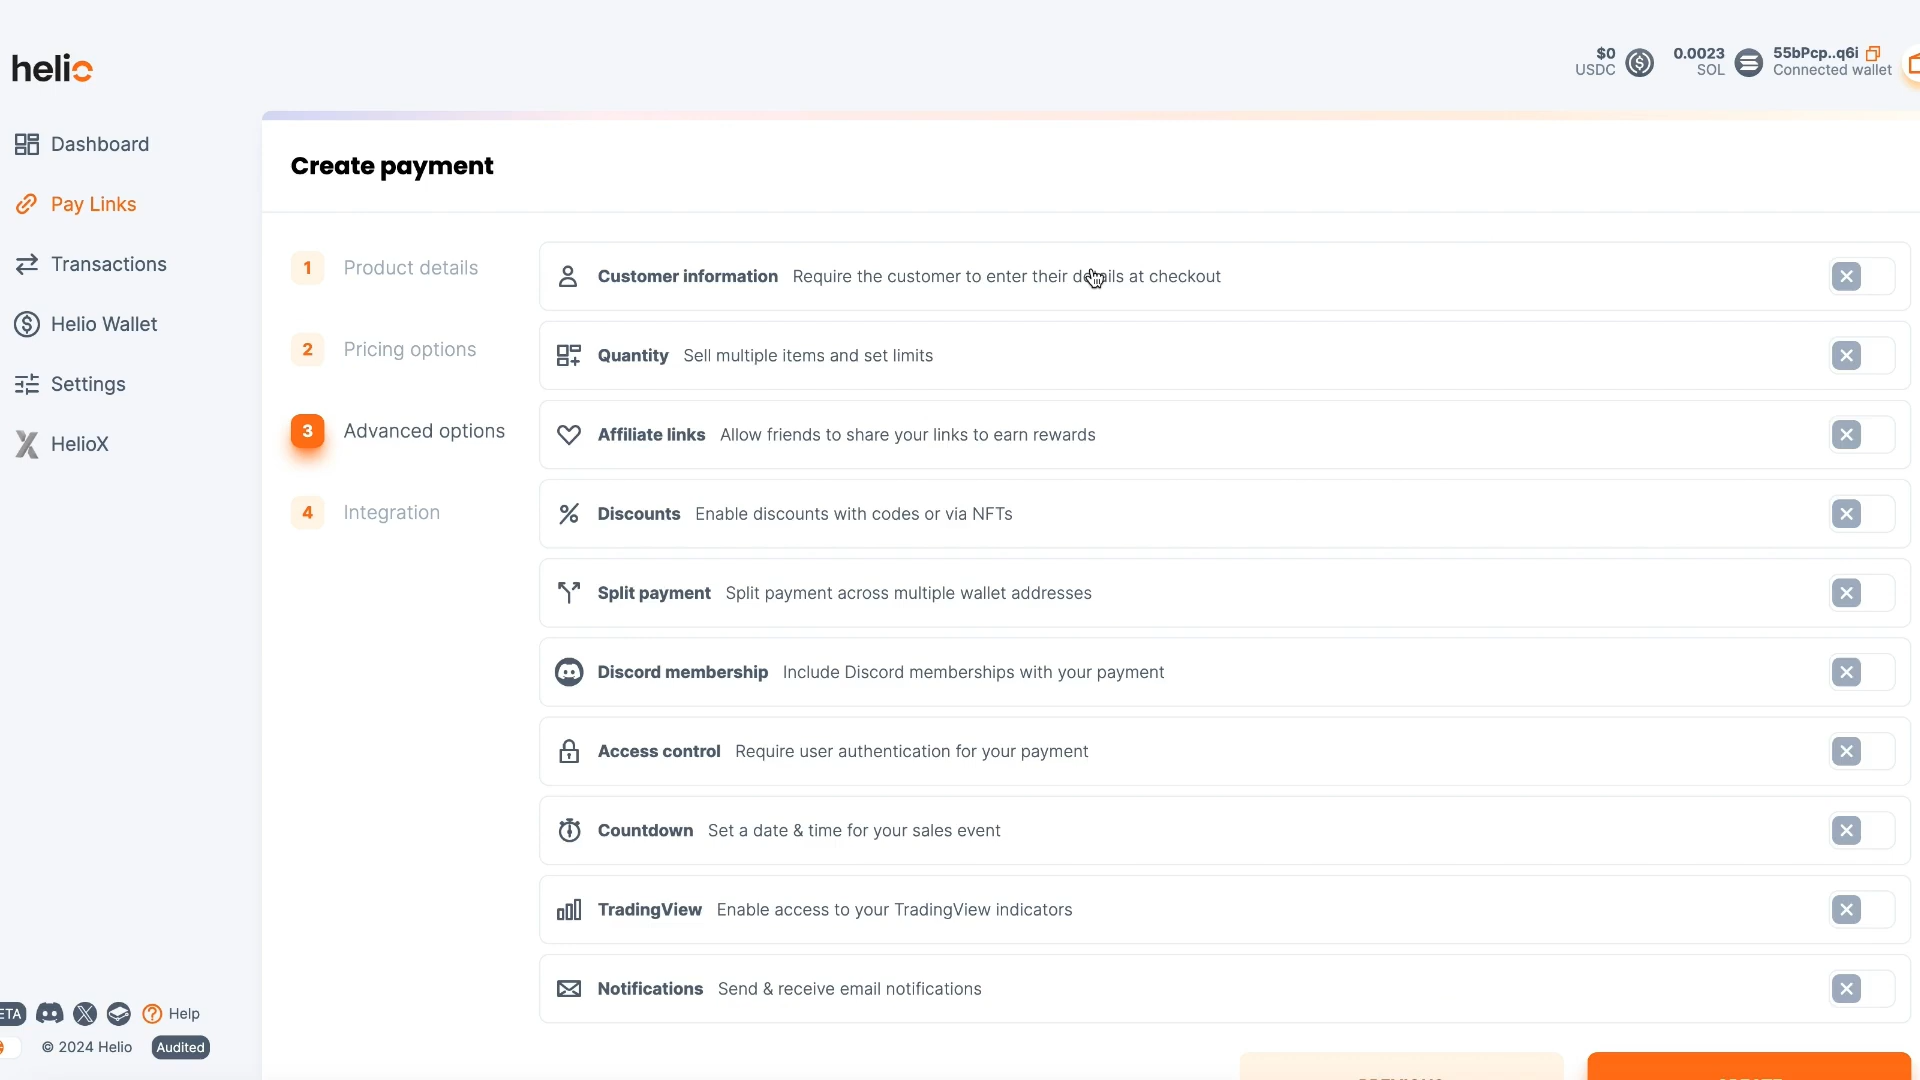 helio
$0
USDC
0.0023
SOL
55bPcp..q6i
Connected wallet
Dashboard
Pay Links
Transactions
Helio Wallet
Settings
HelioX
Create payment
1 Product details
2 Pricing options
3 Advanced options
4 Integration
Customer information Require the customer to enter their details at checkout
Quantity Sell multiple items and set limits
Affiliate links Allow friends to share your links to earn rewards
Discounts Enable discounts with codes or via NFTs
Split payment Split payment across multiple wallet addresses
Discord membership Include Discord memberships with your payment
Access control Require user authentication for your payment
Countdown Set a date & time for your sales event
TradingView Enable access to your TradingView indicators
Notifications Send & receive email notifications
ETA
Help
© 2024 Helio
Audited